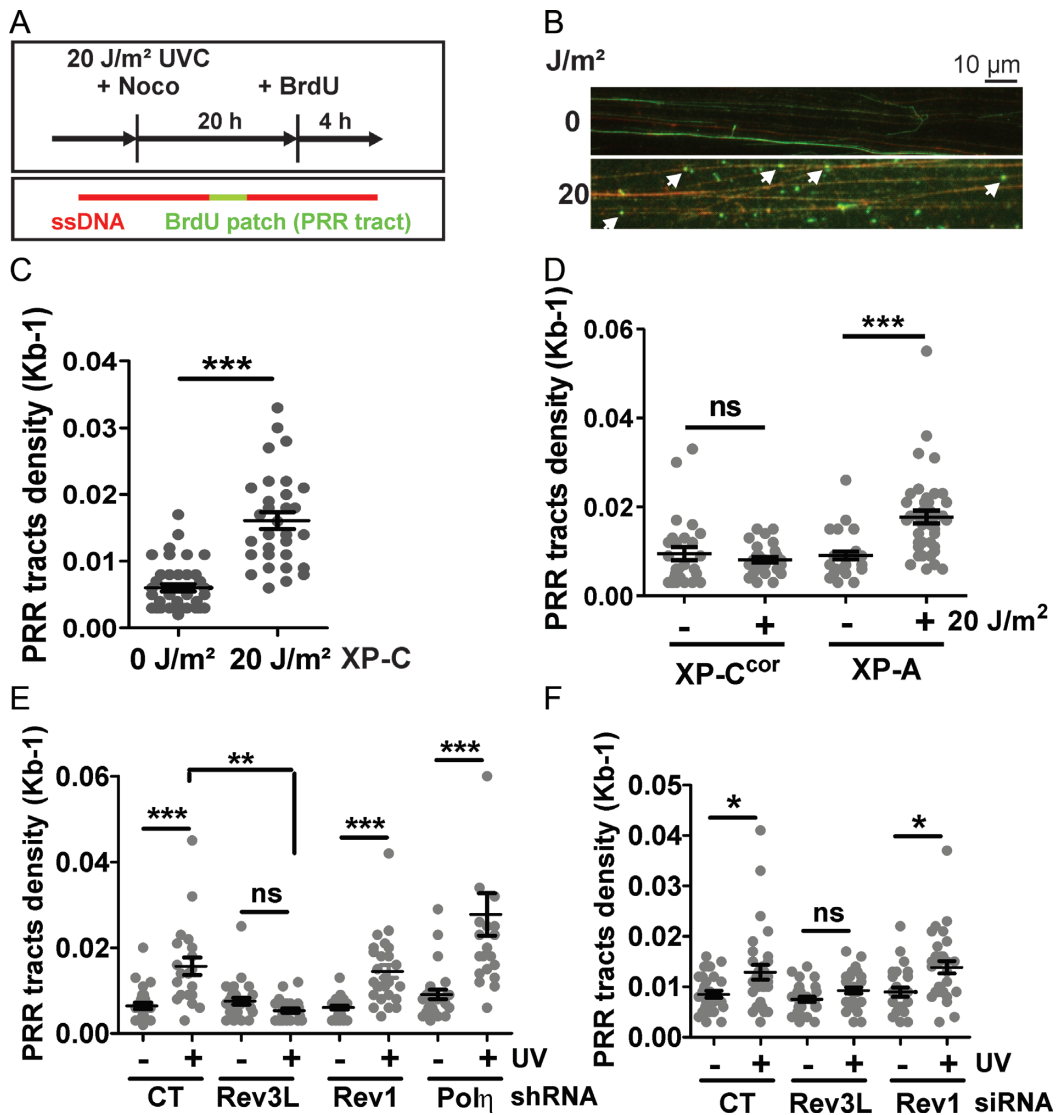 A
20 J/m² UVC
+ Noco
+ BrdU
20 h
4 h
ssDNA
BrdU patch (PRR tract)
B
J/m²
10 µm
0
20
C
PRR tracts density (Kb-1)
0.04
0.03
0.02
0.01
0.00
***
0 J/m²
20 J/m²
XP-C
D
PRR tracts density (Kb-1)
0.06
0.04
0.02
0.00
ns
***
- + - + 20 J/m²
XP-Ccor
XP-A
E
PRR tracts density (Kb-1)
0.06
0.04
0.02
0.00
***
**
ns
***
***
- + - + - + - + UV
CT Rev3L Rev1 Polη shRNA
F
PRR tracts density (Kb-1)
0.05
0.04
0.03
0.02
0.01
0.00
*
ns
*
- + - + - + UV
CT Rev3L Rev1 siRNA